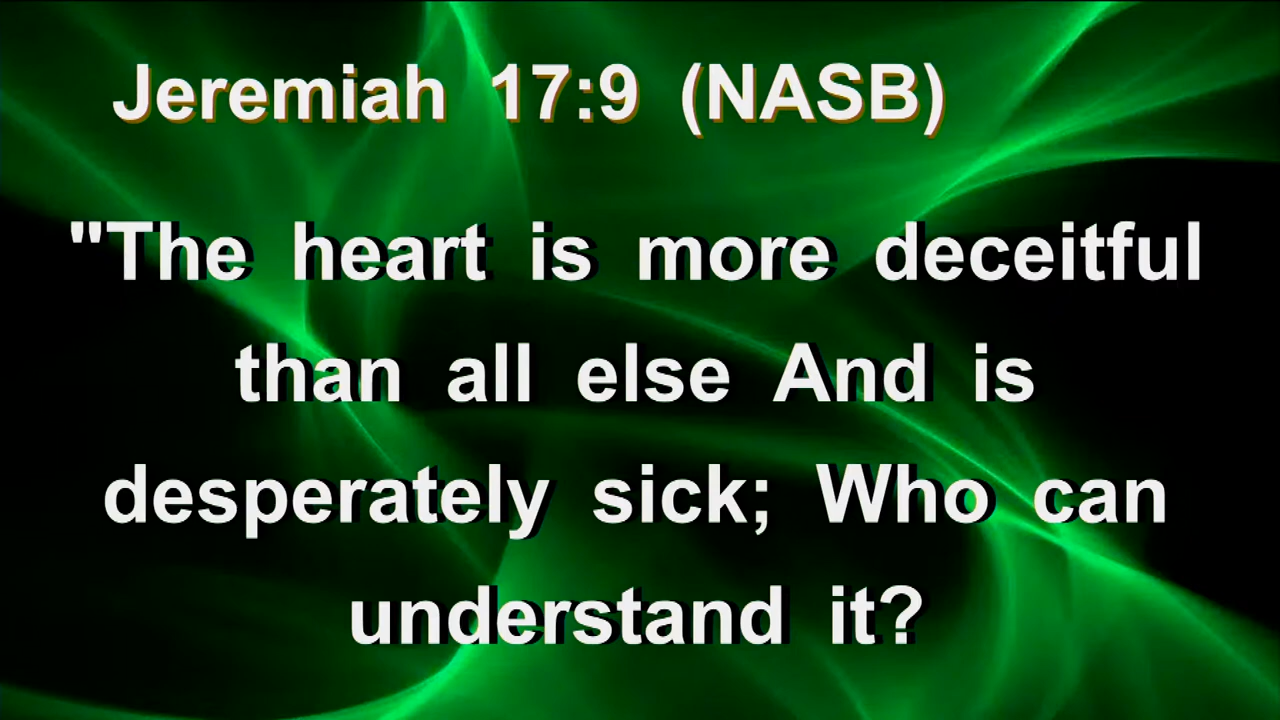 Jeremiah 17:9 (NASB)
"The heart is more deceitful
than all else And is
desperately sick; Who can
understand it?